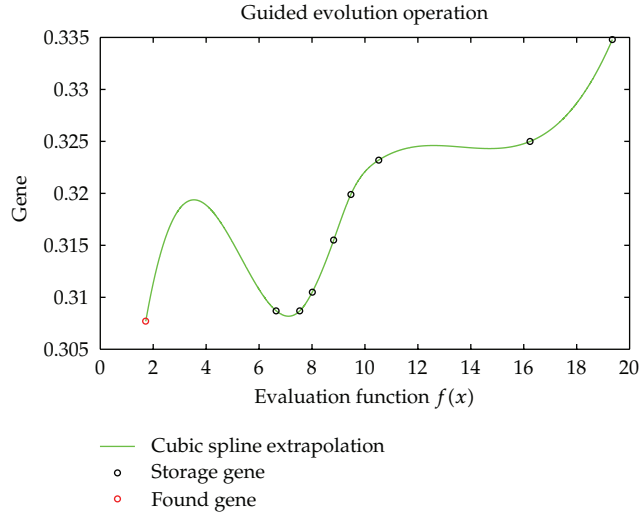 Guided evolution operation
0.335
0.33
0.325
0.32
0.315
0.31
0.305
Gene
0 2 4 6 8 10 12 14 16 18 20
Evaluation function f(x)
Cubic spline extrapolation
Storage gene
Found gene